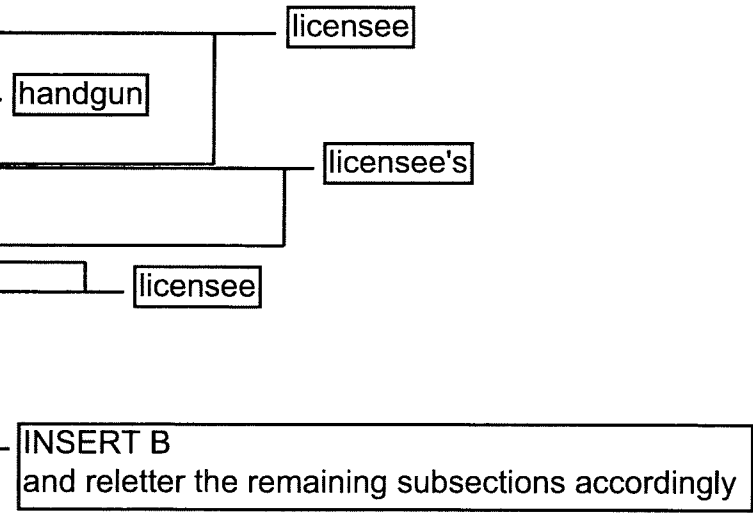 licensee
handgun
licensee's
licensee
INSERT B
and reletter the remaining subsections accordingly